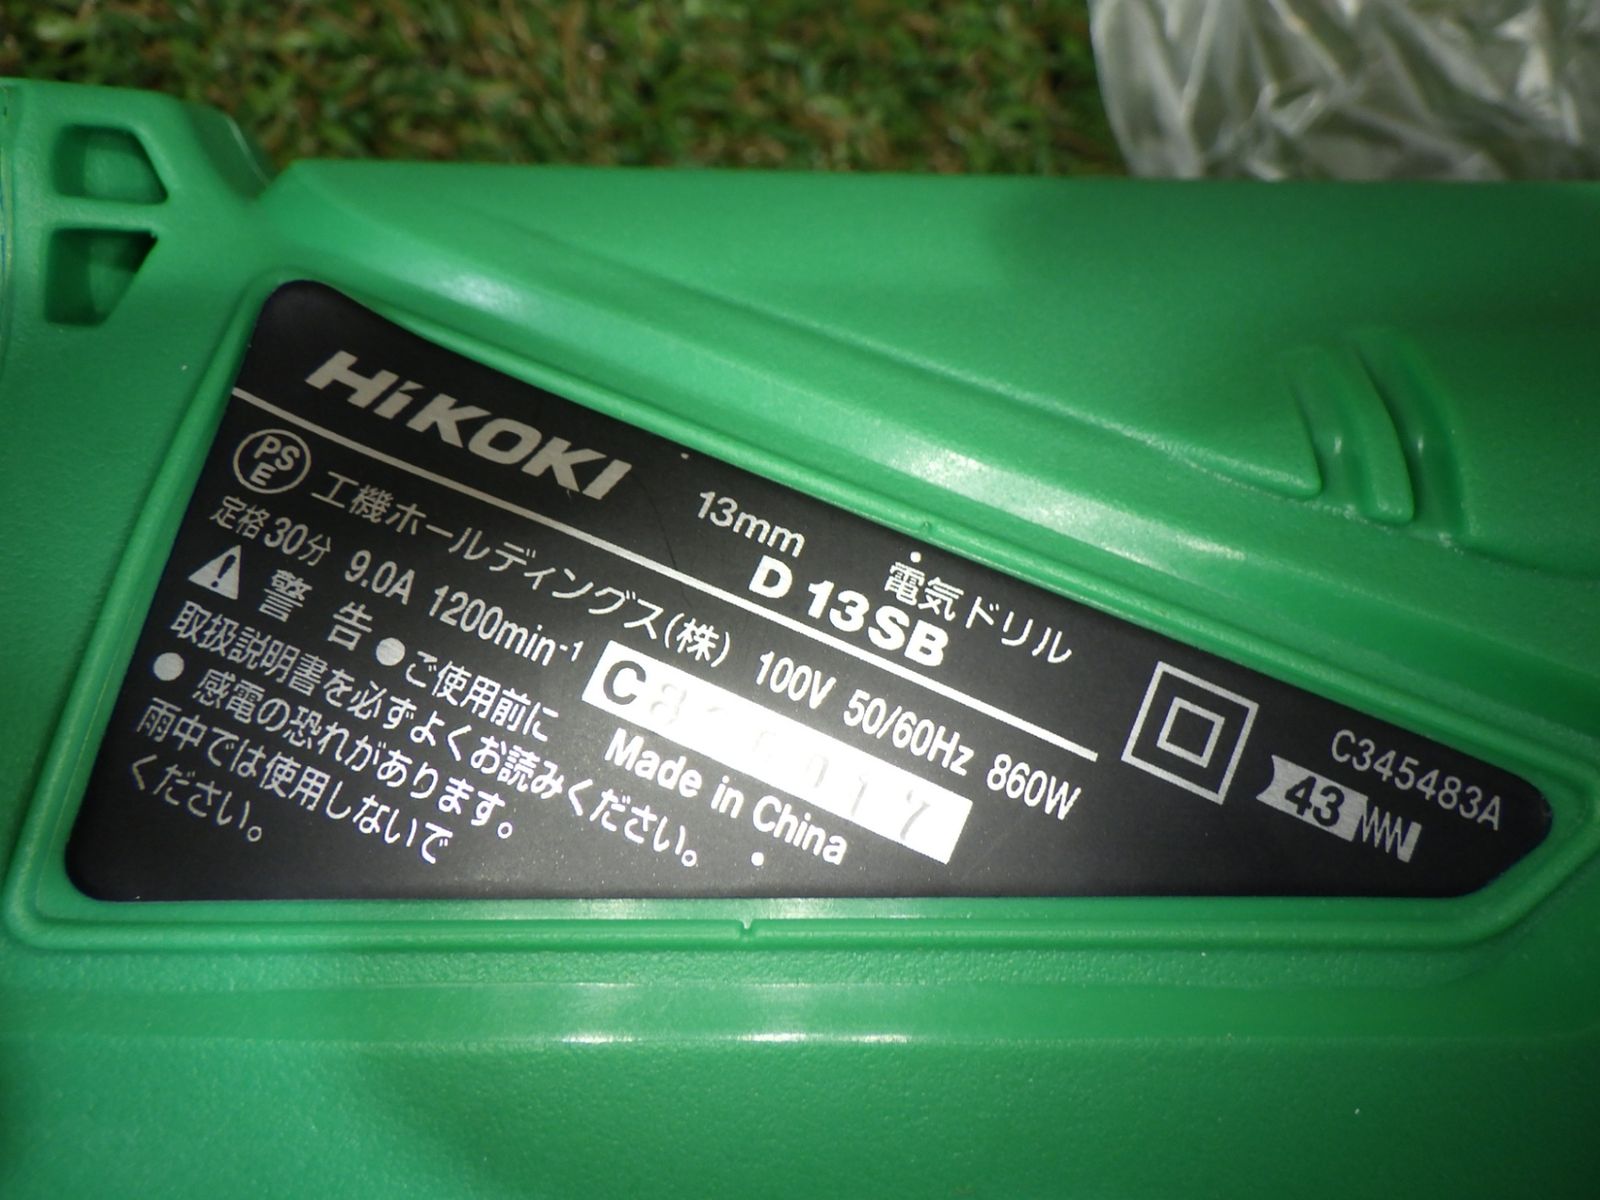 HiKOKI
13mm 電気ドリル
D 13SB
PSE 工機ホールディングス(株) 100V 50/60Hz 860W
定格30分 9.0A 1200min⁻¹
警告 ●ご使用前に
取扱説明書を必ずよくお読みください。
● 感電の恐れがあります。
雨中では使用しないで
ください。
C
Made in China
C345483A
43